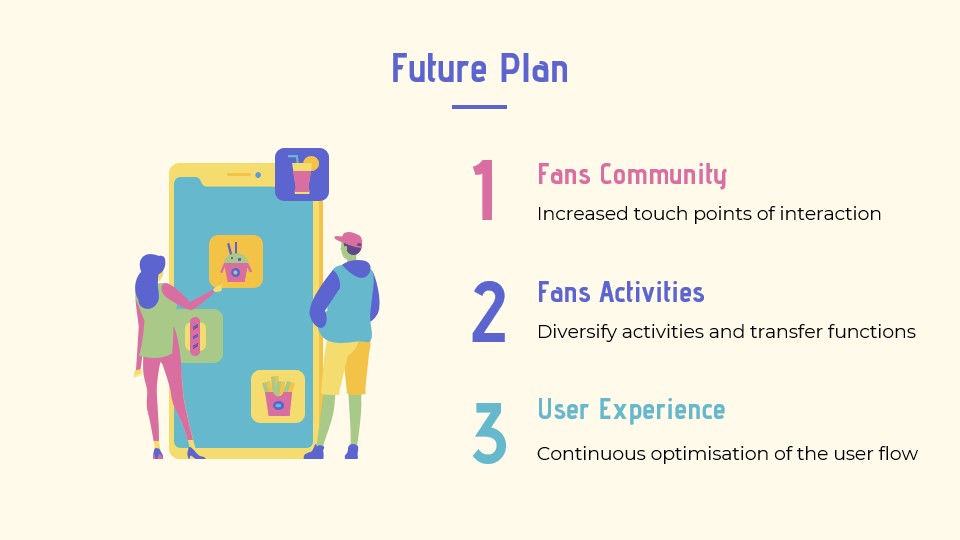 Future Plan
1
Fans Community
Increased touch points of interaction
2
Fans Activities
Diversify activities and transfer functions
3
User Experience
Continuous optimisation of the user flow